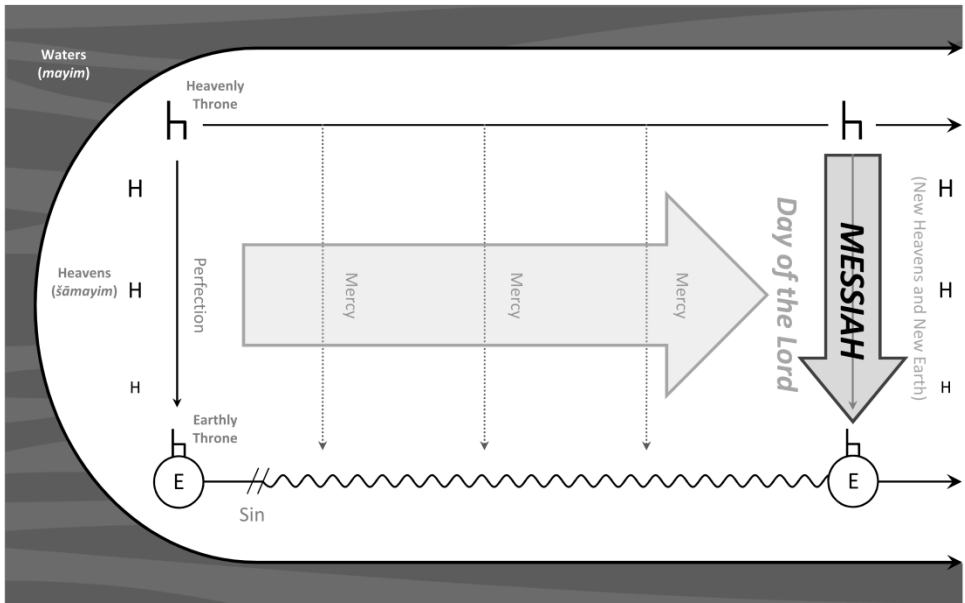 Waters
(mayim)
Heavenly
Throne
H
H
(New Heavens and New Earth)
Perfection
Mercy
Mercy
Mercy
Day of the Lord
MESSIAH
Heavens
(šāmayim)
H
H
H
H
Earthly
Throne
E
E
Sin